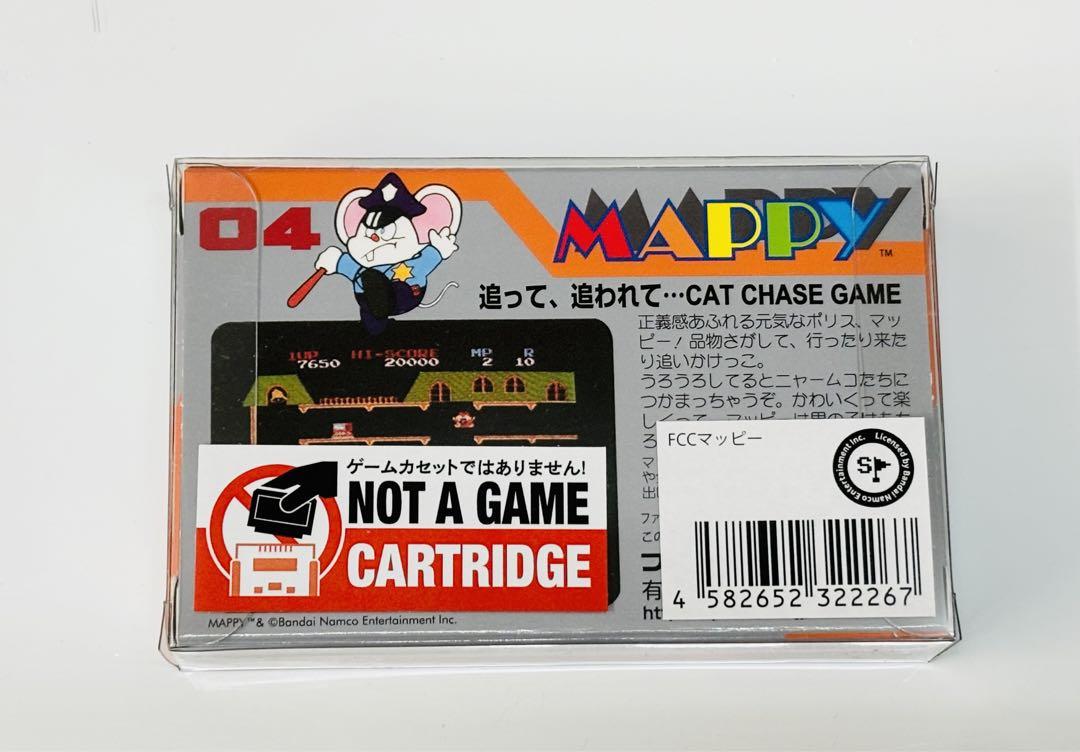 04
MAPPY™
追って、追われて…CAT CHASE GAME
正義感あふれる元気なポリス、マッ
ピー！品物さがして、行ったり来た
り追いかけっこ。
うろうろしてるとニャームコたちに
つかまっちゃうぞ。かわいくって楽
1UP HI-SCORE MP R
7650 20000 2 10
ゲームカセットではありません!
NOT A GAME
CARTRIDGE
FCCマッピー
Licensed by Bandai Namco Entertainment Inc.
4 582652 322267
MAPPY™& ©Bandai Namco Entertainment Inc.